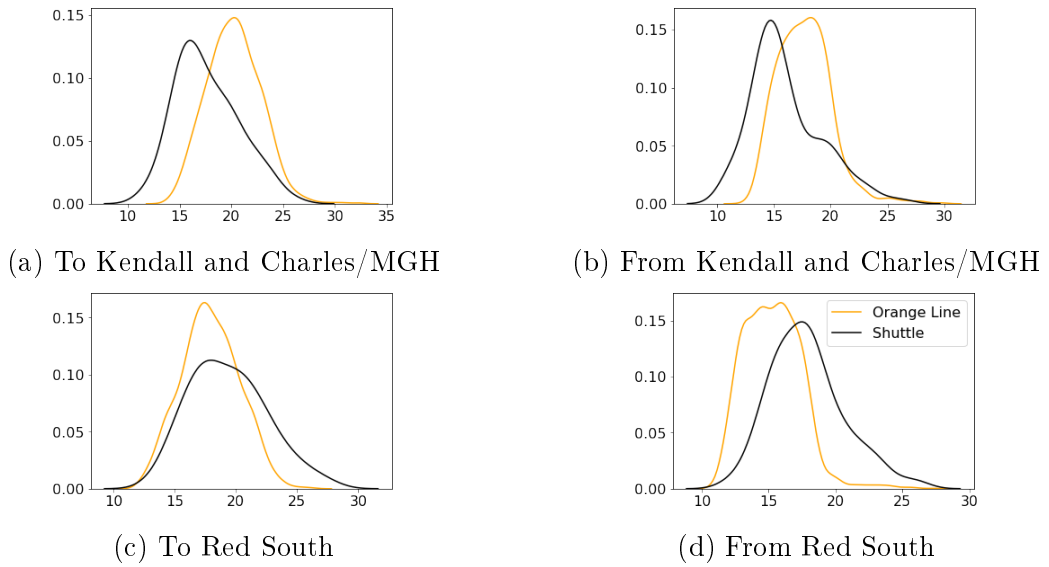 0.15
0.10
0.05
0.00
10 15 20 25 30 35
(a) To Kendall and Charles/MGH
0.15
0.10
0.05
0.00
10 15 20 25 30
(b) From Kendall and Charles/MGH
0.15
0.10
0.05
0.00
10 15 20 25 30
(c) To Red South
Orange Line
Shuttle
0.15
0.10
0.05
0.00
10 15 20 25 30
(d) From Red South